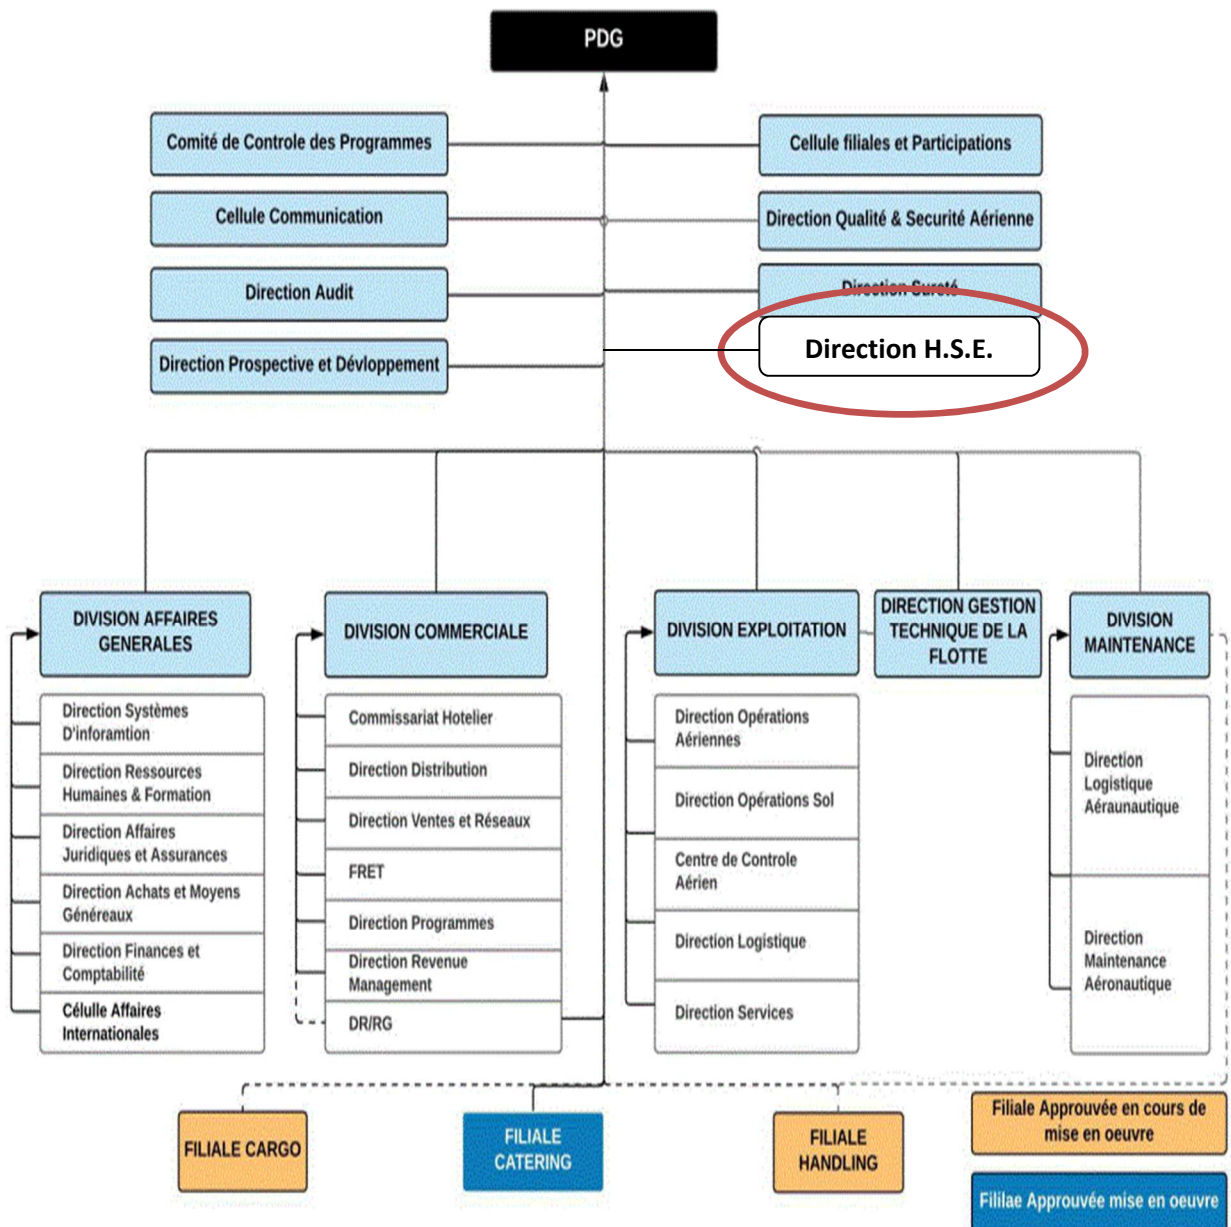 PDG
Comité de Controle des Programmes
Cellule filiales et Participations
Cellule Communication
Direction Qualité & Securité Aérienne
Direction Audit
Direction Sureté
Direction H.S.E.
Direction Prospective et Dévloppement
DIVISION AFFAIRES
GENERALES
DIVISION COMMERCIALE
DIVISION EXPLOITATION
DIRECTION GESTION
TECHNIQUE DE LA
FLOTTE
DIVISION
MAINTENANCE
Direction Systèmes
D'inforamtion
Direction Ressources
Humaines & Formation
Direction Affaires
Juridiques et Assurances
Direction Achats et Moyens
Généreaux
Direction Finances et
Comptabilité
Célulle Affaires
Internationales
Commissariat Hotelier
Direction Distribution
Direction Ventes et Réseaux
FRET
Direction Programmes
Direction Revenue
Management
DR/RG
Direction Opérations
Aériennes
Direction Opérations Sol
Centre de Controle
Aérien
Direction Logistique
Direction Services
Direction
Logistique
Aéraunautique
Direction
Maintenance
Aéronautique
FILIALE CARGO
FILIALE
CATERING
FILIALE
HANDLING
Filiale Approuvée en cours de
mise en oeuvre
Fililae Approuvée mise en oeuvre